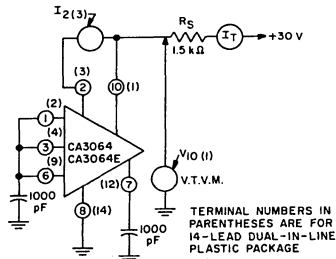 I2(3)
RS
1.5 kΩ
IT
+30 V
(3)
2
10 (1)
(2)
1
(4)
3
(9)
6
CA3064
CA3064E
(12)
7
V10 (1)
V.T.V.M.
1000
pF
8 (14)
1000
pF
TERMINAL NUMBERS IN
PARENTHESES ARE FOR
14-LEAD DUAL-IN-LINE
PLASTIC PACKAGE